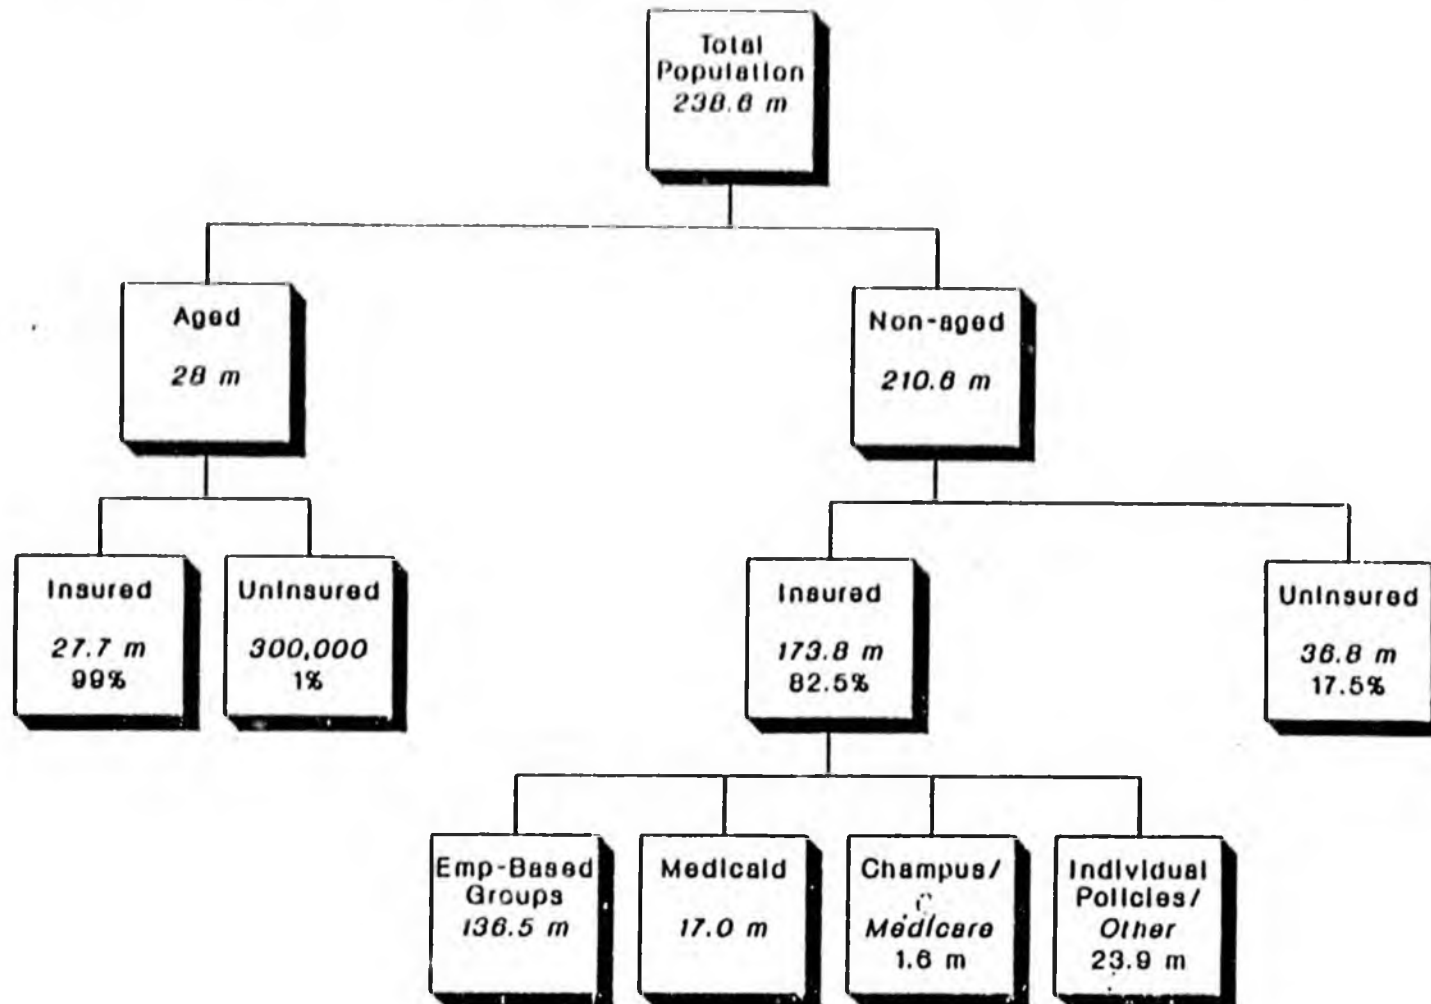 Total
Population
238.6 m
Aged
28 m
Non-aged
210.6 m
Insured
27.7 m
99%
Uninsured
300,000
1%
Insured
173.8 m
82.5%
Uninsured
36.8 m
17.5%
Emp-Based
Groups
136.5 m
Medicaid
17.0 m
Champus/
Medicare
1.6 m
Individual
Policies/
Other
23.9 m